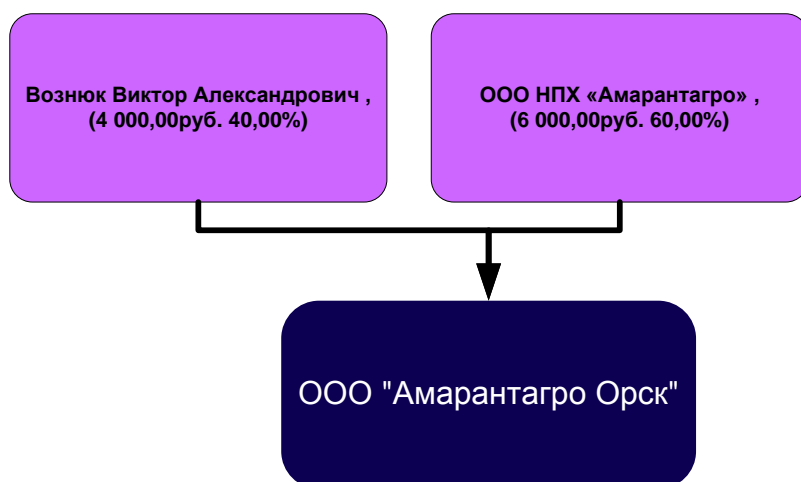 Вознюк Виктор Александрович ,
(4 000,00руб. 40,00%)
ООО НПХ «Амарантагро» ,
(6 000,00руб. 60,00%)
ООО "Амарантагро Орск"